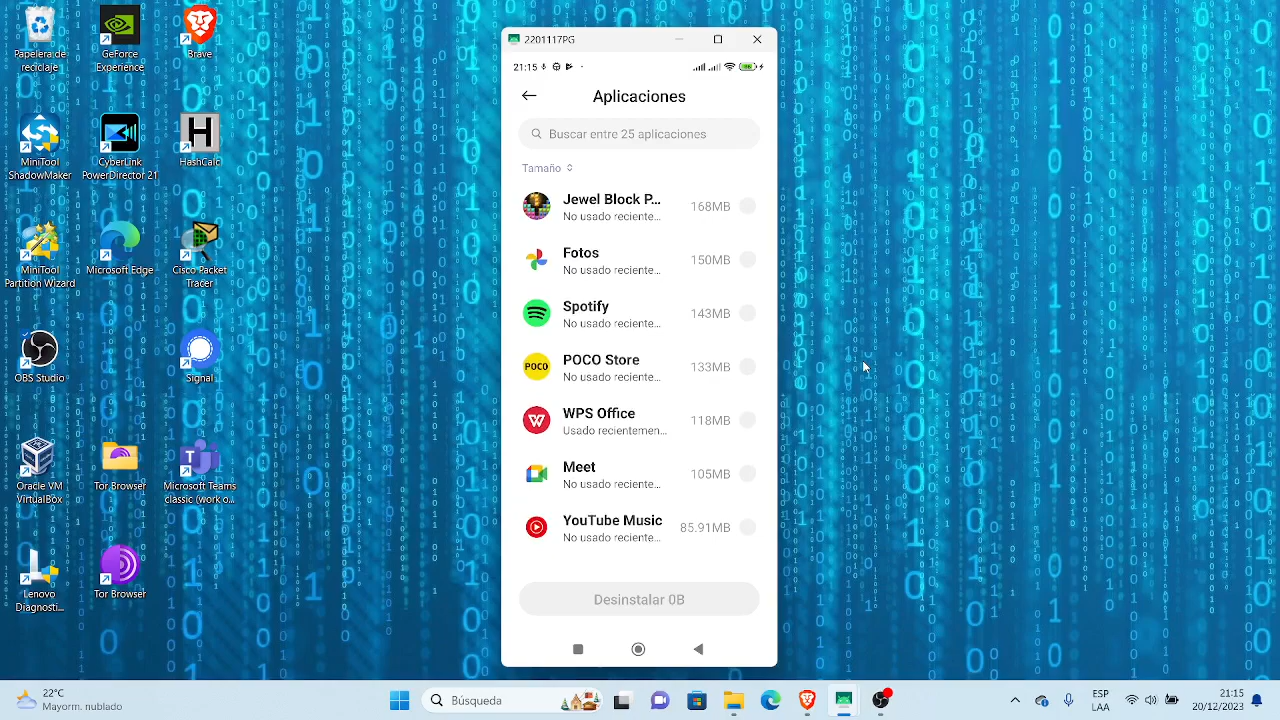 Papelera de
reciclaje
GeForce
Experience
Brave
MiniTool
ShadowMaker
CyberLink
PowerDirector 21
HashCalc
MiniTool
Partition Wizard
Microsoft Edge
Cisco Packet
Tracer
OBS Studio
Signal
VirtualBox
Tor Browser
Microsoft Teams
classic (work o...
Lenovo
Diagnosti...
Tor Browser
2201117PG
21:15
Aplicaciones
Buscar entre 25 aplicaciones
Tamaño
Jewel Block P...
No usado reciente...
168MB
Fotos
No usado reciente...
150MB
Spotify
No usado reciente...
143MB
POCO
POCO Store
No usado reciente...
133MB
WPS Office
Usado recientemen...
118MB
Meet
No usado reciente...
105MB
YouTube Music
No usado reciente...
85.91MB
Desinstalar 0B
22°C
Mayorm. nubado
Búsqueda
ESP
LAA
21:15
20/12/2023